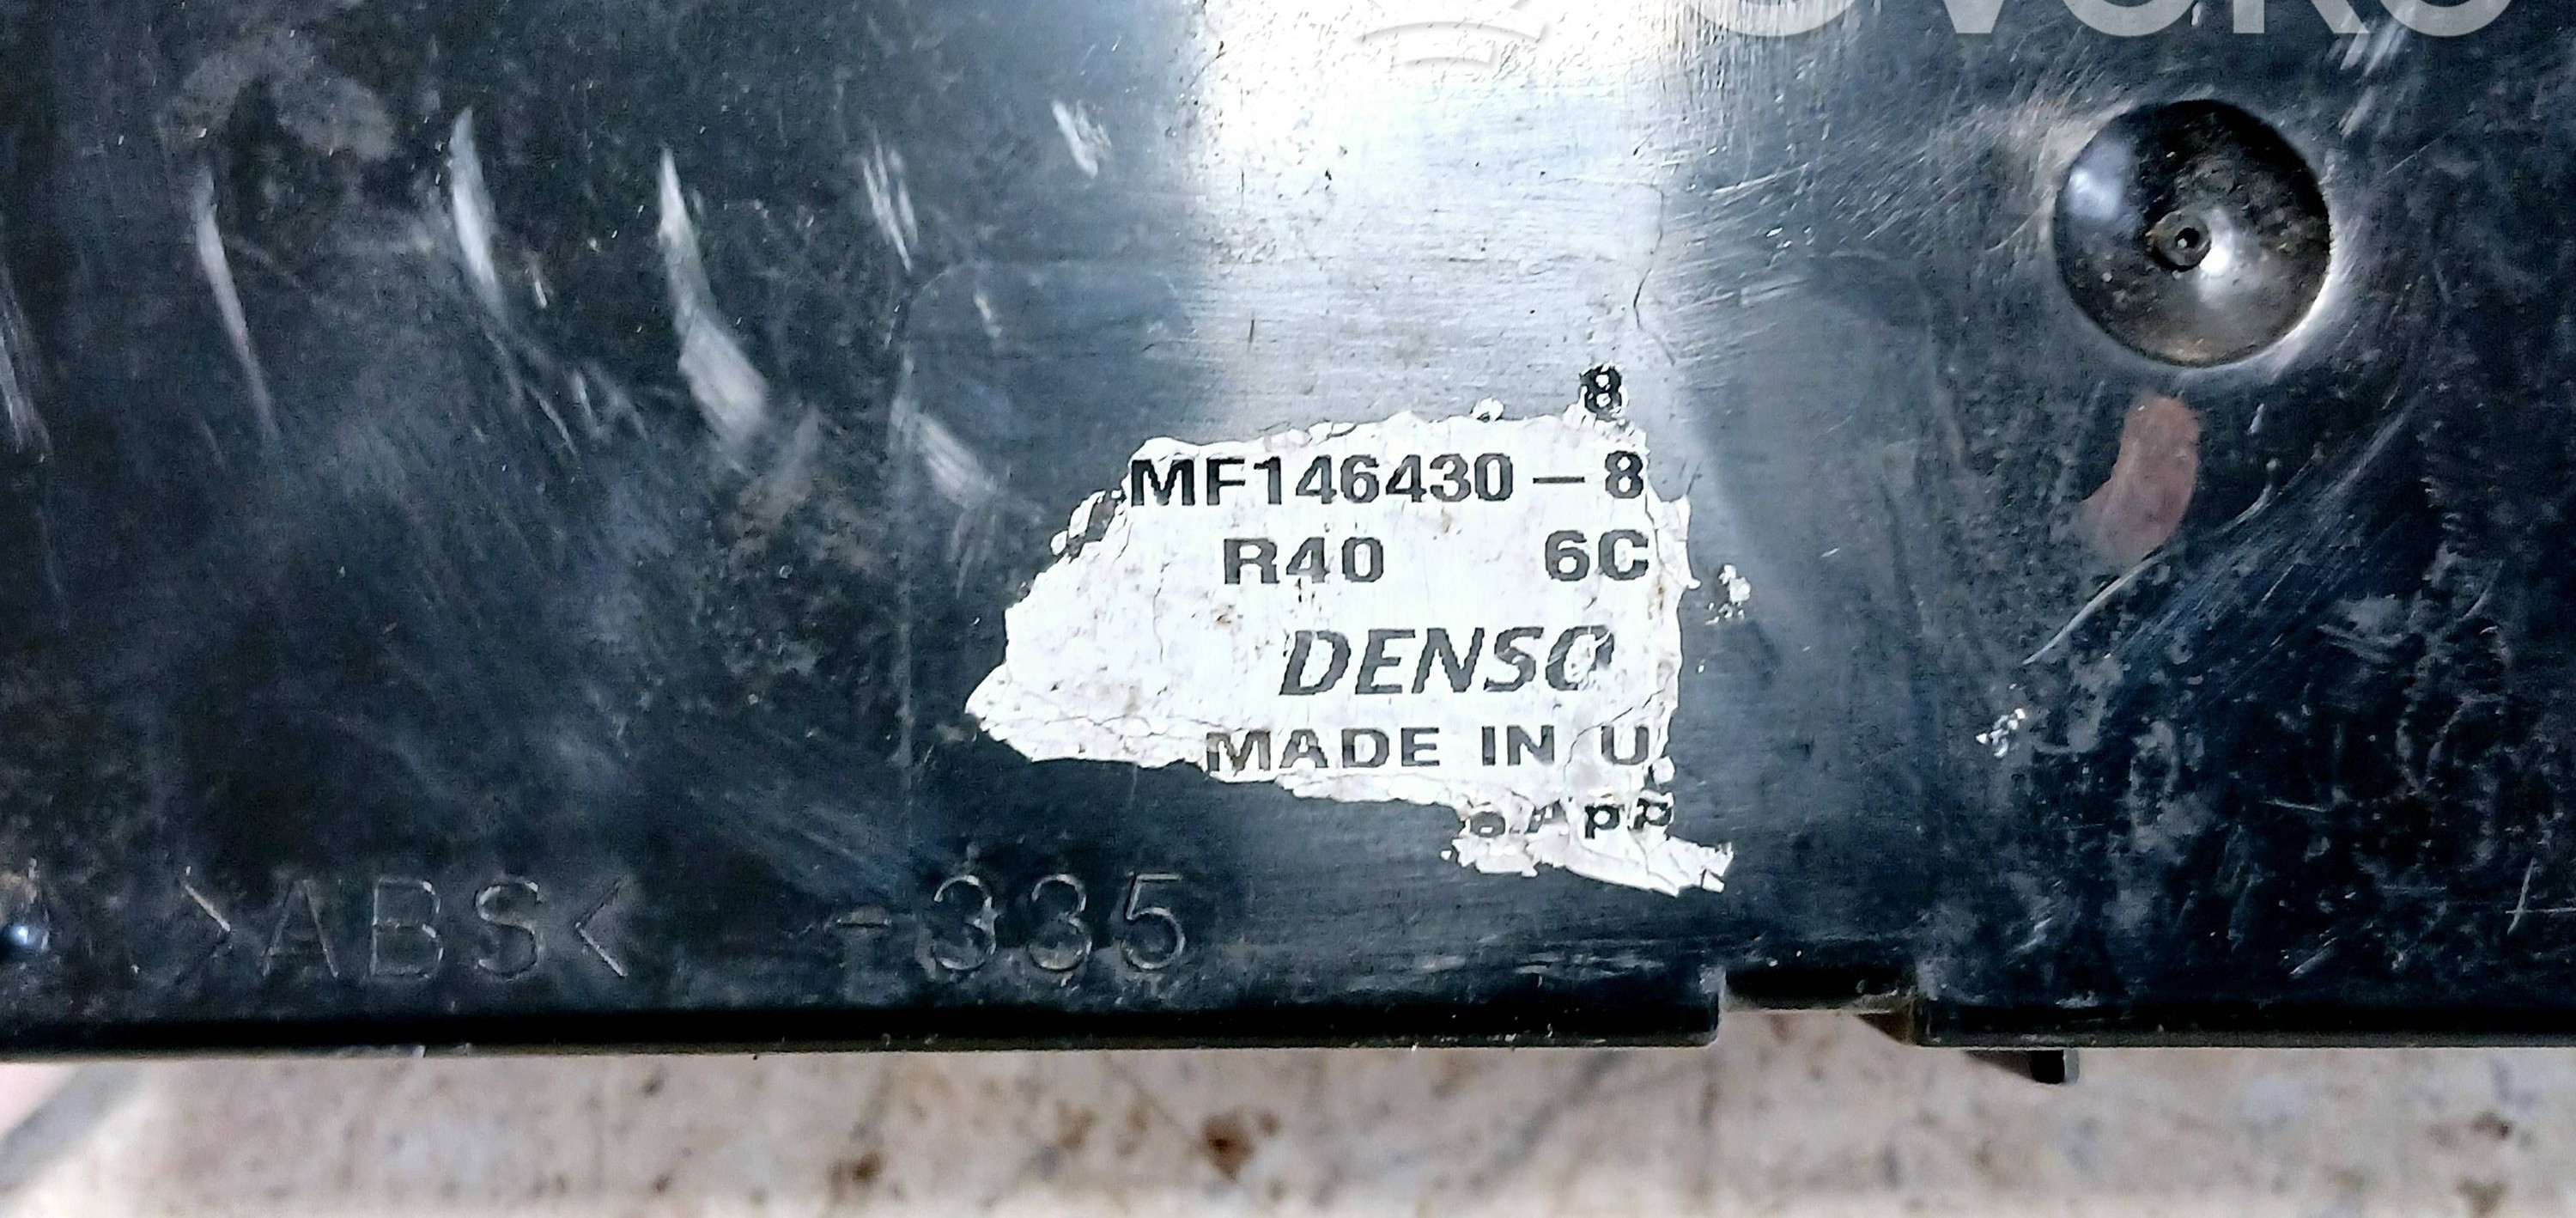 8
MF146430-8
R40 6C
DENSO
MADE IN U
>ABS<
-335